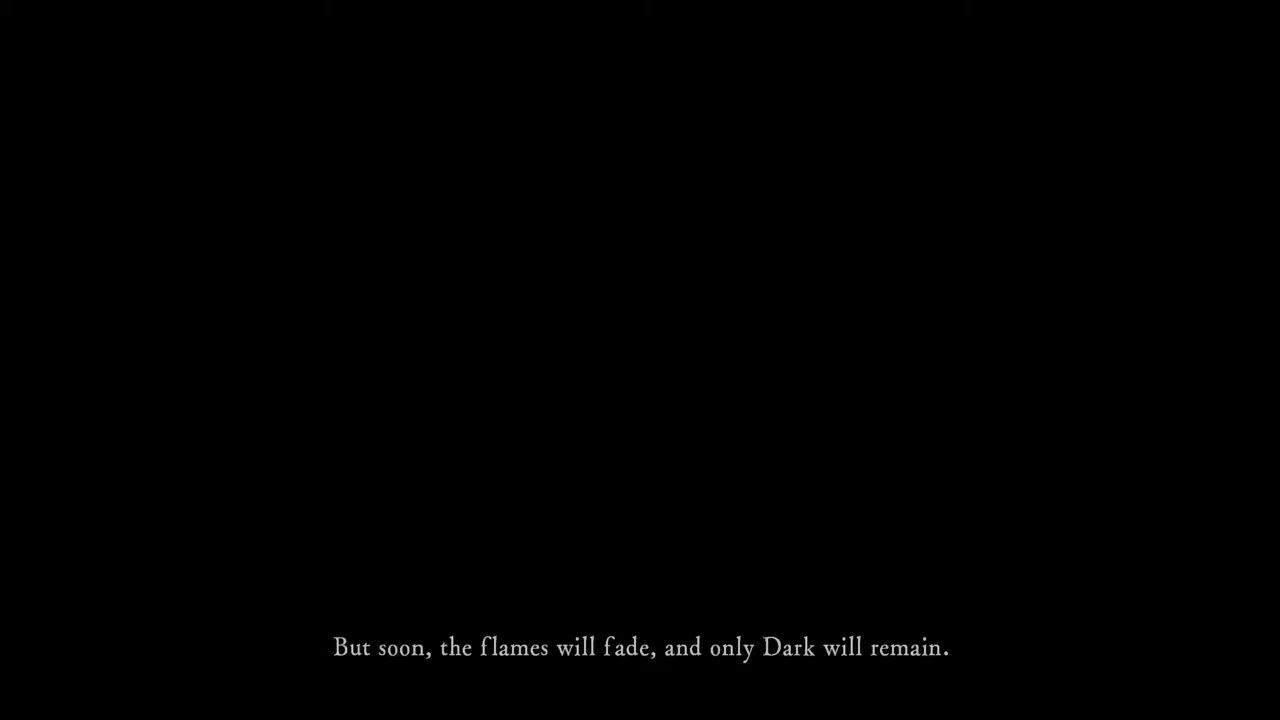 But soon, the flames will fade, and only Dark will remain.